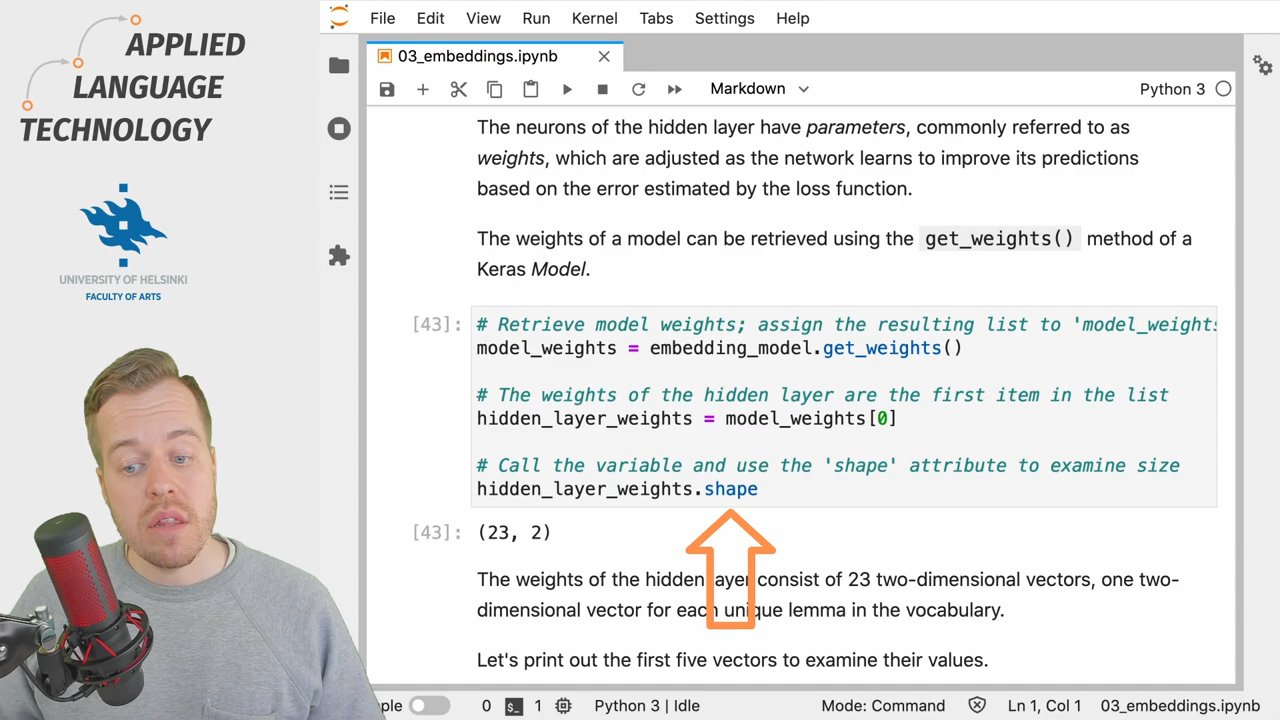 APPLIED
LANGUAGE
TECHNOLOGY
UNIVERSITY OF HELSINKI
FACULTY OF ARTS
File Edit View Run Kernel Tabs Settings Help
03_embeddings.ipynb
Markdown
Python 3
The neurons of the hidden layer have parameters, commonly referred to as
weights, which are adjusted as the network learns to improve its predictions
based on the error estimated by the loss function.
The weights of a model can be retrieved using the get_weights() method of a
Keras Model.
[43]: # Retrieve model weights; assign the resulting list to 'model_weights
model_weights = embedding_model.get_weights()
# The weights of the hidden layer are the first item in the list
hidden_layer_weights = model_weights[0]
# Call the variable and use the 'shape' attribute to examine size
hidden_layer_weights.shape
[43]: (23, 2)
The weights of the hidden layer consist of 23 two-dimensional vectors, one two-
dimensional vector for each unique lemma in the vocabulary.
Let's print out the first five vectors to examine their values.
ple 0 $_ 1 Python 3 | Idle Mode: Command Ln 1, Col 1 03_embeddings.ipynb